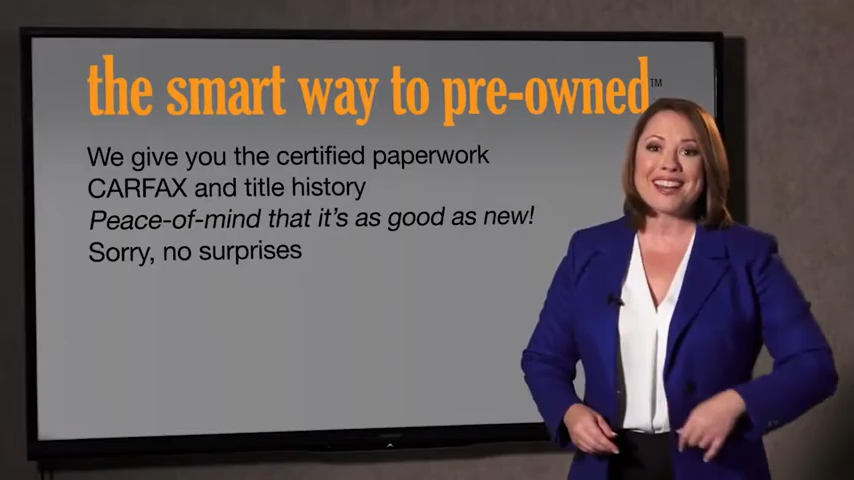 the smart way to pre-owned™
We give you the certified paperwork
CARFAX and title history
Peace-of-mind that it's as good as new!
Sorry, no surprises